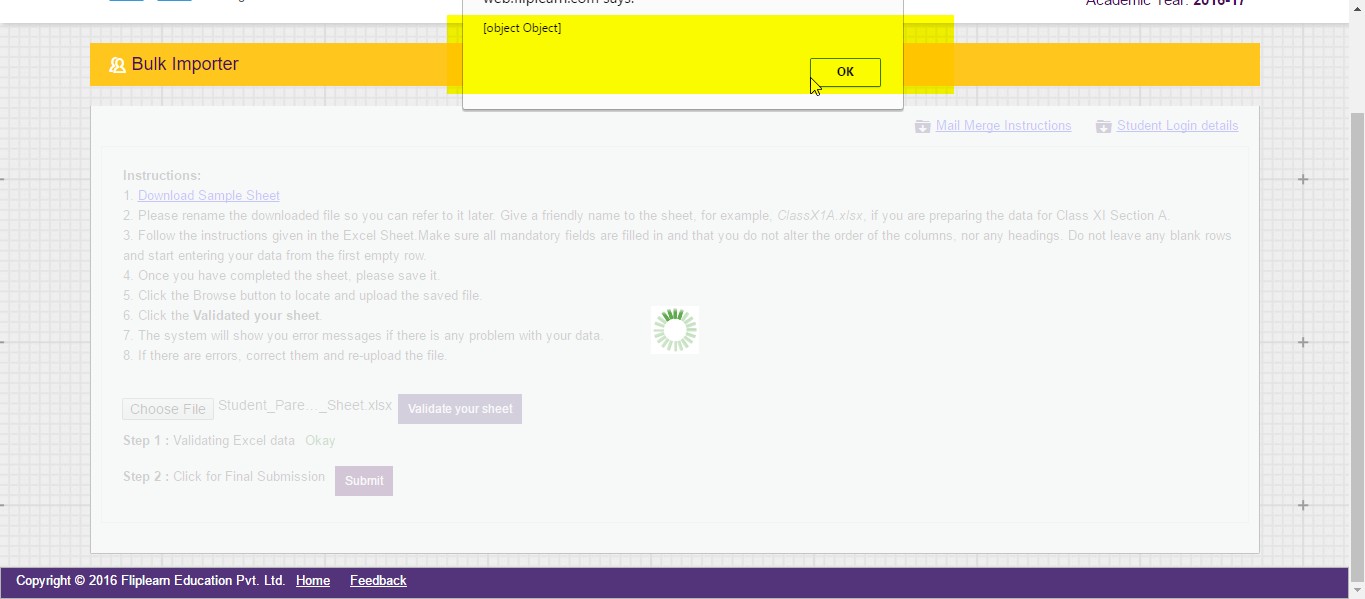 web.fliplearn.com says:
Academic Year: 2016-17
[object Object]
OK
Bulk Importer
Mail Merge Instructions Student Login details
Instructions:
1. Download Sample Sheet
2. Please rename the downloaded file so you can refer to it later. Give a friendly name to the sheet, for example, ClassX1A.xlsx, if you are preparing the data for Class XI Section A.
3. Follow the instructions given in the Excel Sheet.Make sure all mandatory fields are filled in and that you do not alter the order of the columns, nor any headings. Do not leave any blank rows
and start entering your data from the first empty row.
4. Once you have completed the sheet, please save it.
5. Click the Browse button to locate and upload the saved file.
6. Click the Validated your sheet.
7. The system will show you error messages if there is any problem with your data.
8. If there are errors, correct them and re-upload the file.
Choose File Student_Pare..._Sheet.xlsx Validate your sheet
Step 1 : Validating Excel data Okay
Step 2 : Click for Final Submission Submit
Copyright © 2016 Fliplearn Education Pvt. Ltd. Home Feedback